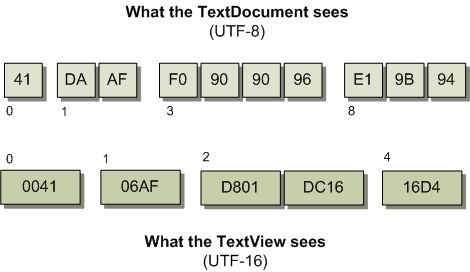 What the TextDocument sees
(UTF-8)
41 DA AF F0 90 90 96 E1 9B 94
0 1 3 8
0 1 2 4
0041 06AF D801 DC16 16D4
What the TextView sees
(UTF-16)